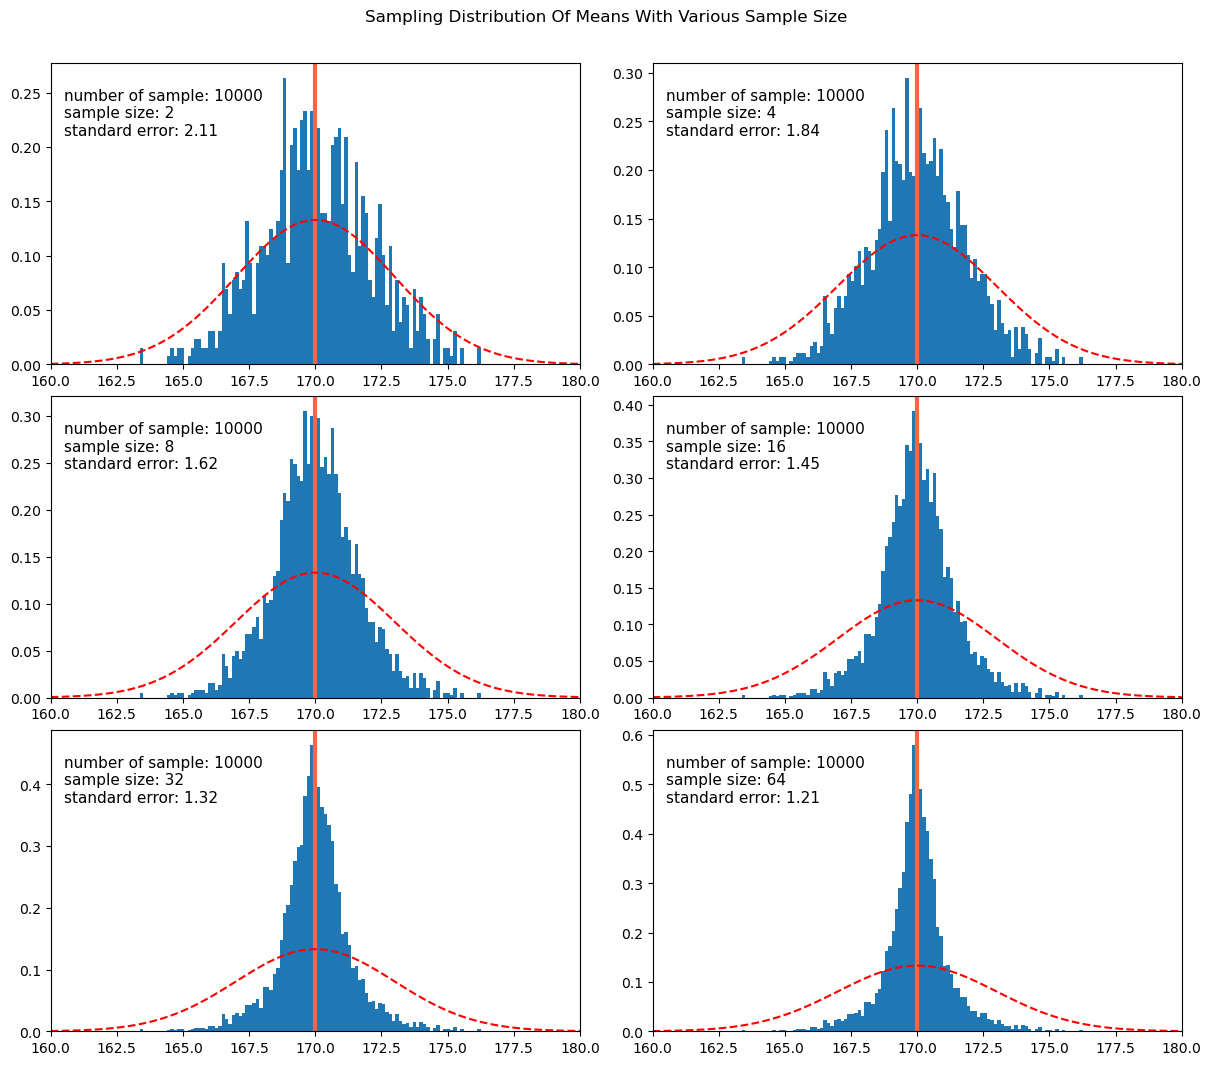 Sampling Distribution Of Means With Various Sample Size
number of sample: 10000
sample size: 2
standard error: 2.11
0.25
0.20
0.15
0.10
0.05
0.00
160.0 162.5 165.0 167.5 170.0 172.5 175.0 177.5 180.0
number of sample: 10000
sample size: 4
standard error: 1.84
0.30
0.25
0.20
0.15
0.10
0.05
0.00
160.0 162.5 165.0 167.5 170.0 172.5 175.0 177.5 180.0
number of sample: 10000
sample size: 8
standard error: 1.62
0.30
0.25
0.20
0.15
0.10
0.05
0.00
160.0 162.5 165.0 167.5 170.0 172.5 175.0 177.5 180.0
number of sample: 10000
sample size: 16
standard error: 1.45
0.40
0.35
0.30
0.25
0.20
0.15
0.10
0.05
0.00
160.0 162.5 165.0 167.5 170.0 172.5 175.0 177.5 180.0
number of sample: 10000
sample size: 32
standard error: 1.32
0.4
0.3
0.2
0.1
0.0
160.0 162.5 165.0 167.5 170.0 172.5 175.0 177.5 180.0
number of sample: 10000
sample size: 64
standard error: 1.21
0.6
0.5
0.4
0.3
0.2
0.1
0.0
160.0 162.5 165.0 167.5 170.0 172.5 175.0 177.5 180.0